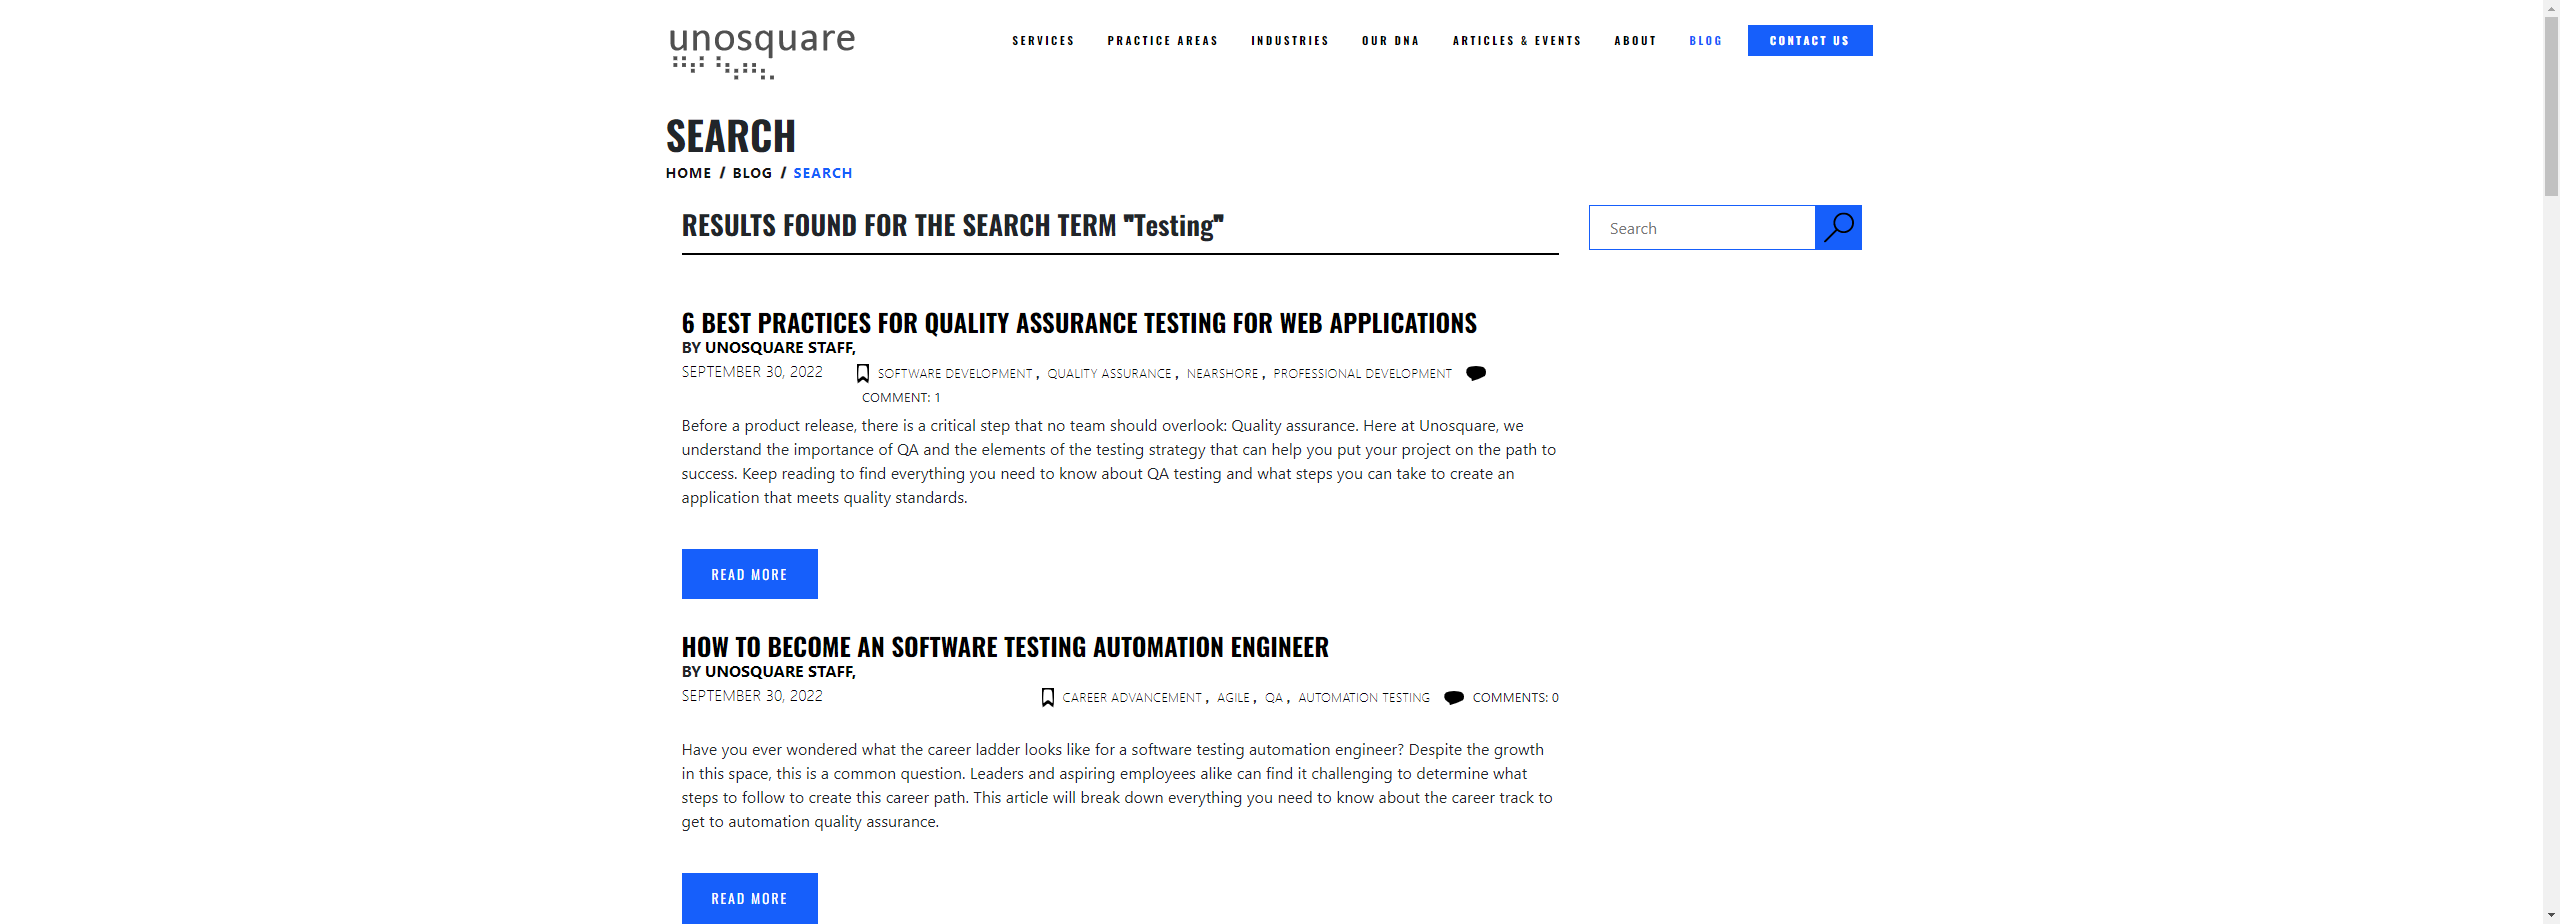 unosquare
SERVICES PRACTICE AREAS INDUSTRIES OUR DNA ARTICLES & EVENTS ABOUT BLOG CONTACT US
SEARCH
HOME / BLOG / SEARCH
RESULTS FOUND FOR THE SEARCH TERM "Testing"
Search
6 BEST PRACTICES FOR QUALITY ASSURANCE TESTING FOR WEB APPLICATIONS
BY UNOSQUARE STAFF,
SEPTEMBER 30, 2022 SOFTWARE DEVELOPMENT, QUALITY ASSURANCE, NEARSHORE, PROFESSIONAL DEVELOPMENT
COMMENT: 1
Before a product release, there is a critical step that no team should overlook: Quality assurance. Here at Unosquare, we
understand the importance of QA and the elements of the testing strategy that can help you put your project on the path to
success. Keep reading to find everything you need to know about QA testing and what steps you can take to create an
application that meets quality standards.
READ MORE
HOW TO BECOME AN SOFTWARE TESTING AUTOMATION ENGINEER
BY UNOSQUARE STAFF,
SEPTEMBER 30, 2022 CAREER ADVANCEMENT, AGILE, QA, AUTOMATION TESTING COMMENTS: 0
Have you ever wondered what the career ladder looks like for a software testing automation engineer? Despite the growth
in this space, this is a common question. Leaders and aspiring employees alike can find it challenging to determine what
steps to follow to create this career path. This article will break down everything you need to know about the career track to
get to automation quality assurance.
READ MORE